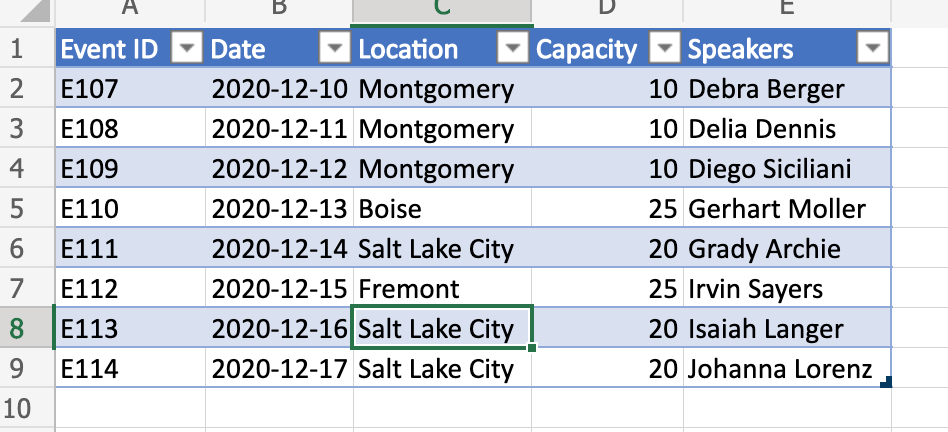 A B C D E
1 Event ID Date Location Capacity Speakers
2 E107 2020-12-10 Montgomery 10 Debra Berger
3 E108 2020-12-11 Montgomery 10 Delia Dennis
4 E109 2020-12-12 Montgomery 10 Diego Siciliani
5 E110 2020-12-13 Boise 25 Gerhart Moller
6 E111 2020-12-14 Salt Lake City 20 Grady Archie
7 E112 2020-12-15 Fremont 25 Irvin Sayers
8 E113 2020-12-16 Salt Lake City 20 Isaiah Langer
9 E114 2020-12-17 Salt Lake City 20 Johanna Lorenz
10